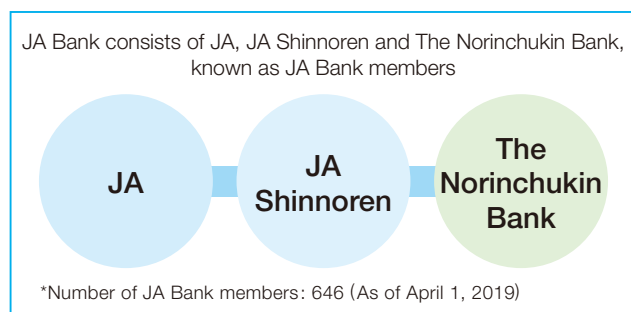 JA Bank consists of JA, JA Shinnoren and The Norinchukin Bank,
known as JA Bank members
JA
JA
Shinnoren
The
Norinchukin
Bank
*Number of JA Bank members: 646 (As of April 1, 2019)